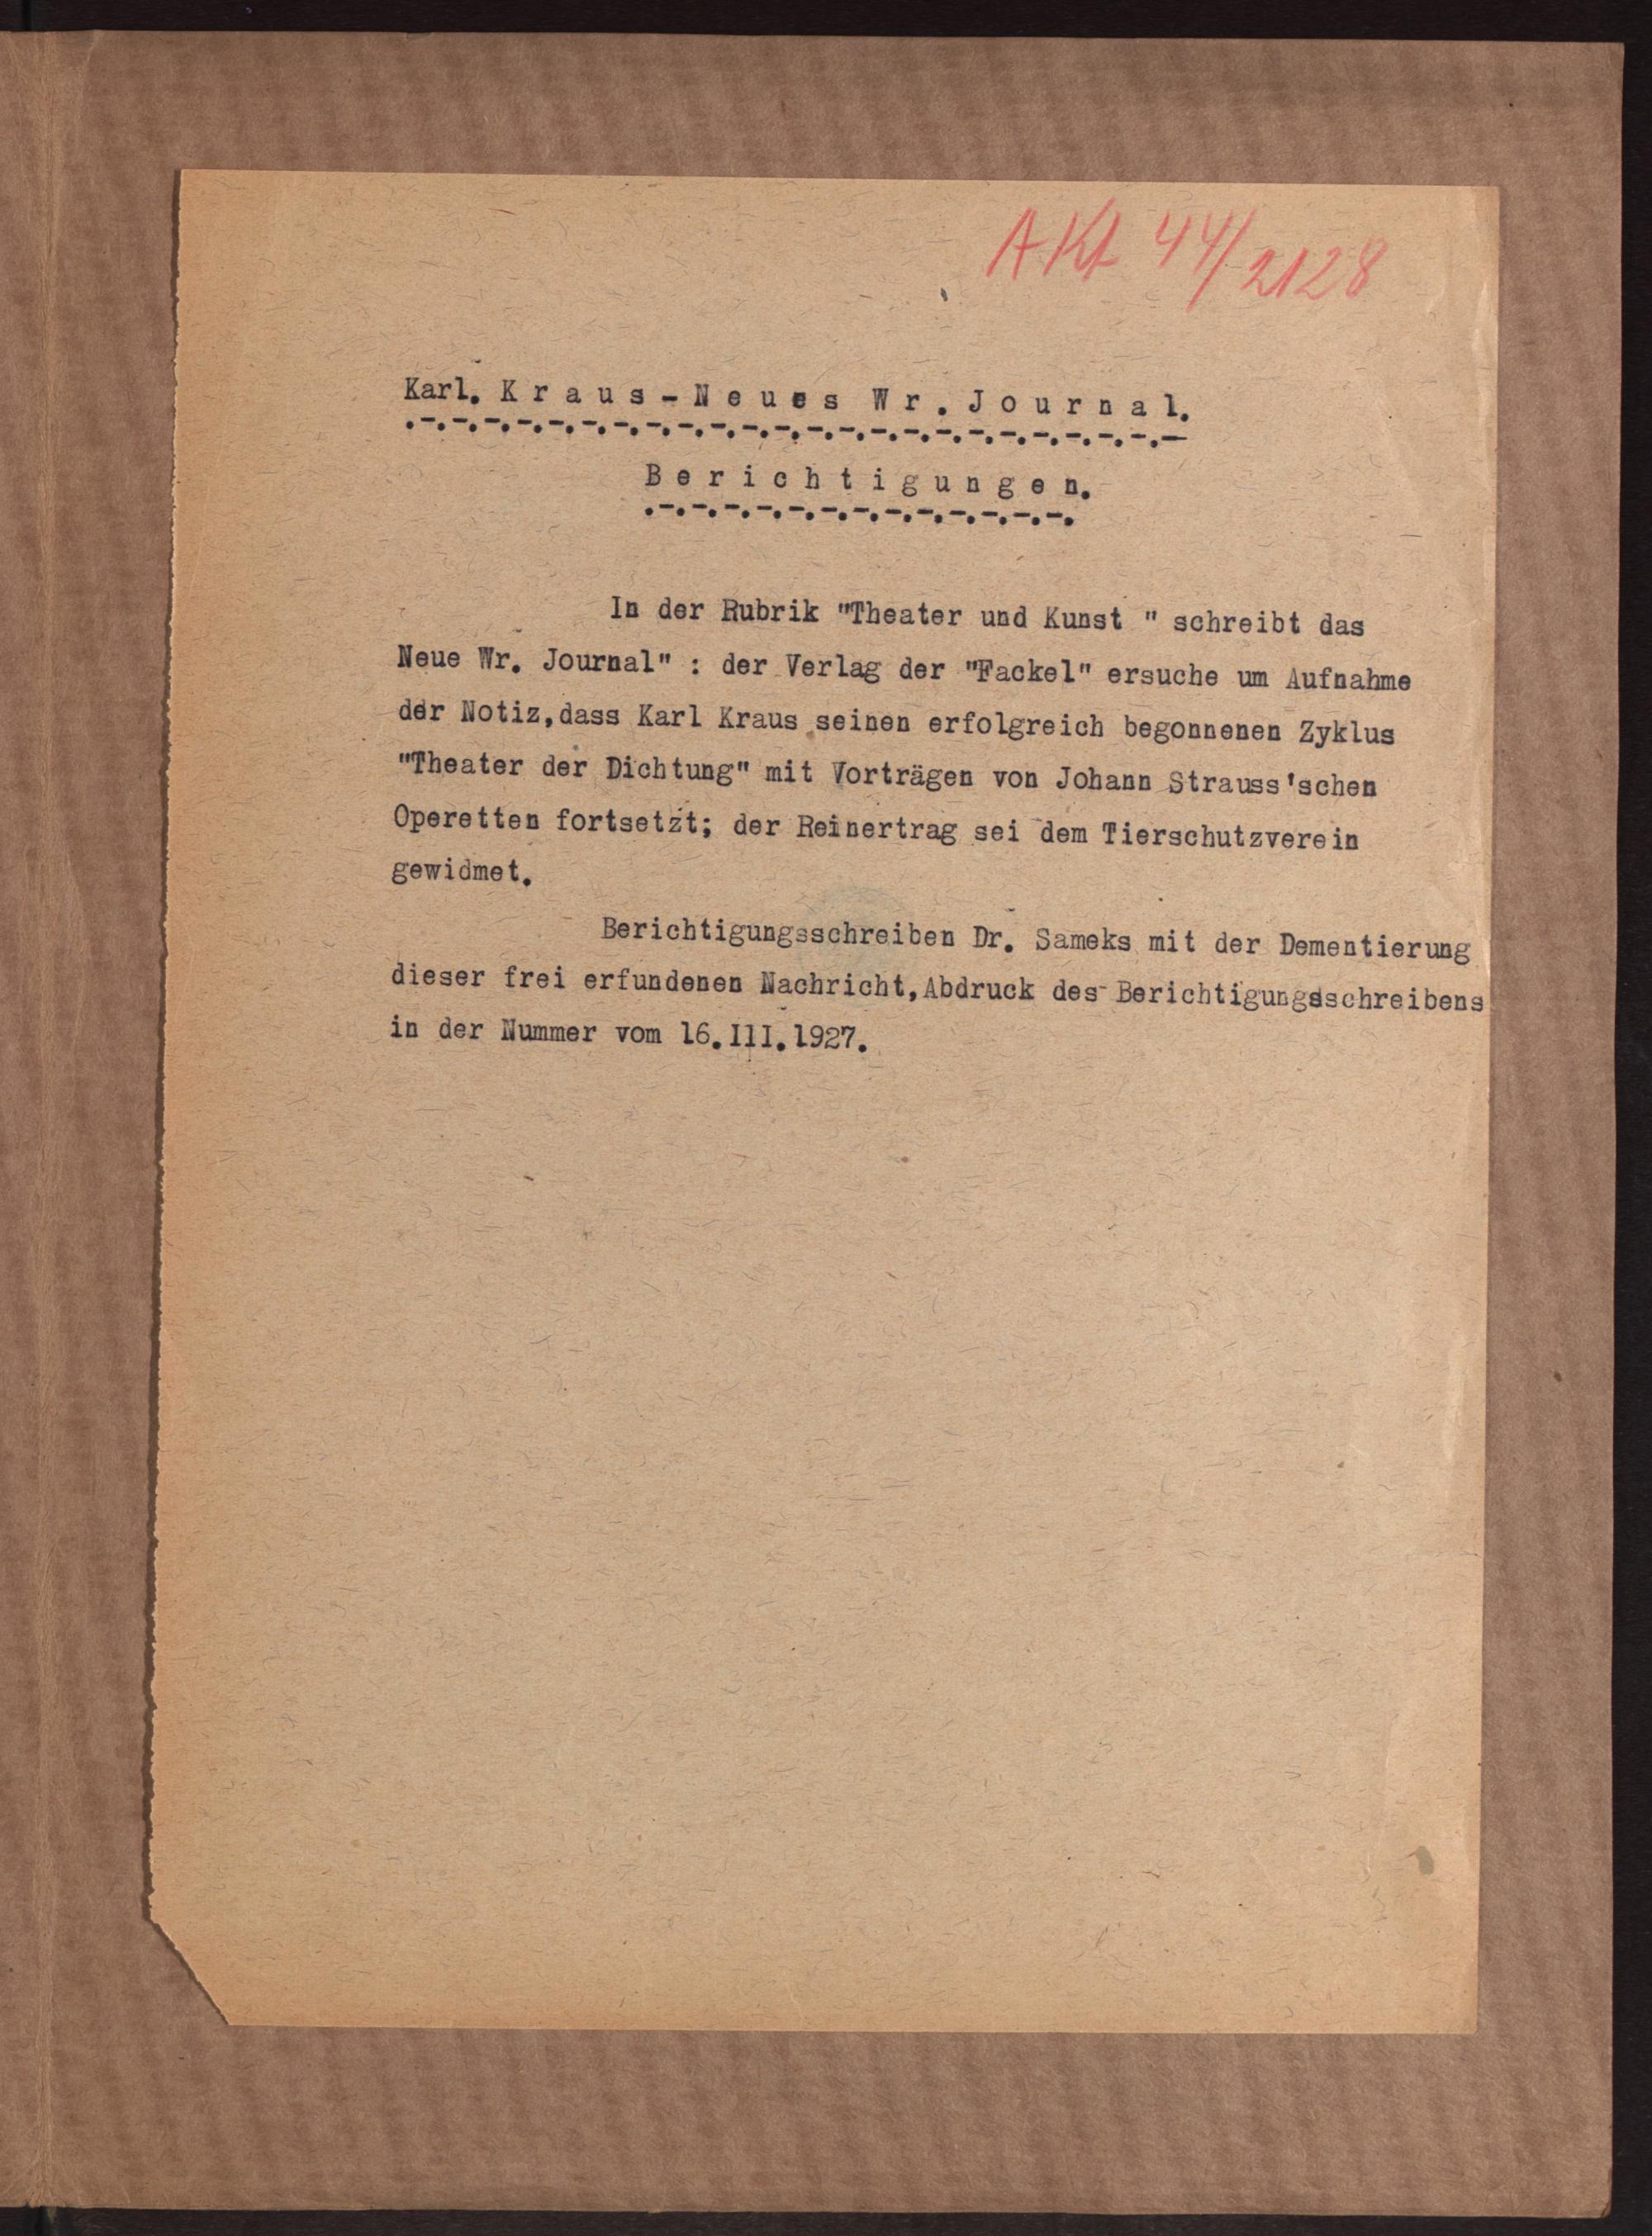 AKt 44/2128
Karl. K r a u s - N e u e s  W r . J o u r n a l.
.-.-.-.-.-.-.-.-.-.-.-.-.-.-.-.-.-.-.-.-.-.-.-.-.—
B e r i c h t i g u n g e n.
.-.-.-.-.-.-.-.-.-.-.-.-.-.
In der Rubrik "Theater und Kunst " schreibt das
Neue Wr. Journal" : der Verlag der "Fackel" ersuche um Aufnahme
der Notiz,dass Karl Kraus seinen erfolgreich begonnenen Zyklus
"Theater der Dichtung" mit Vorträgen von Johann Strauss'schen
Operetten fortsetzt; der Reinertrag sei dem Tierschutzverein
gewidmet.
Berichtigungsschreiben Dr. Sameks mit der Dementierung
dieser frei erfundenen Nachricht,Abdruck des Berichtigungsschreibens
in der Nummer vom 16.III.1927.